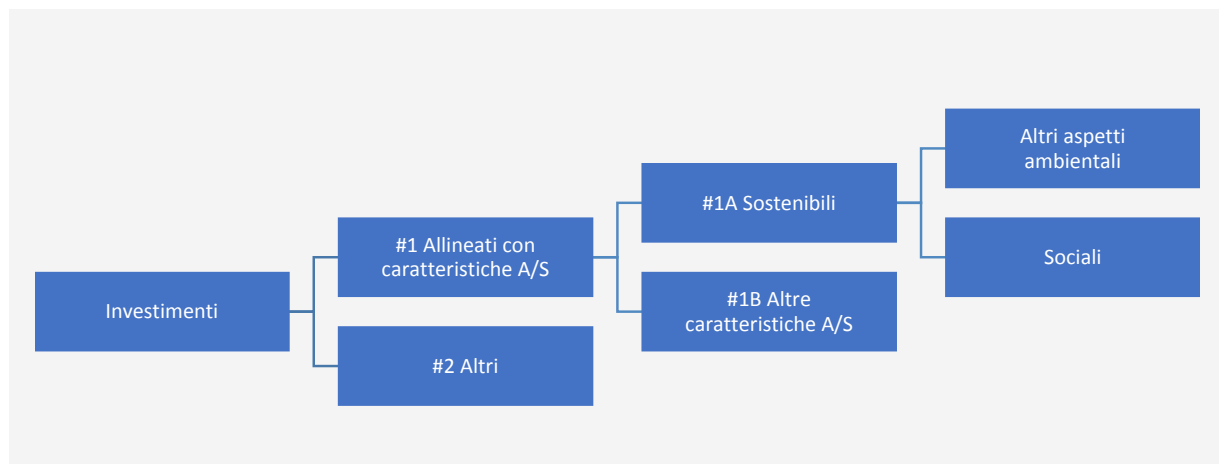 Investimenti
#1 Allineati con
caratteristiche A/S
#2 Altri
#1A Sostenibili
#1B Altre
caratteristiche A/S
Altri aspetti
ambientali
Sociali